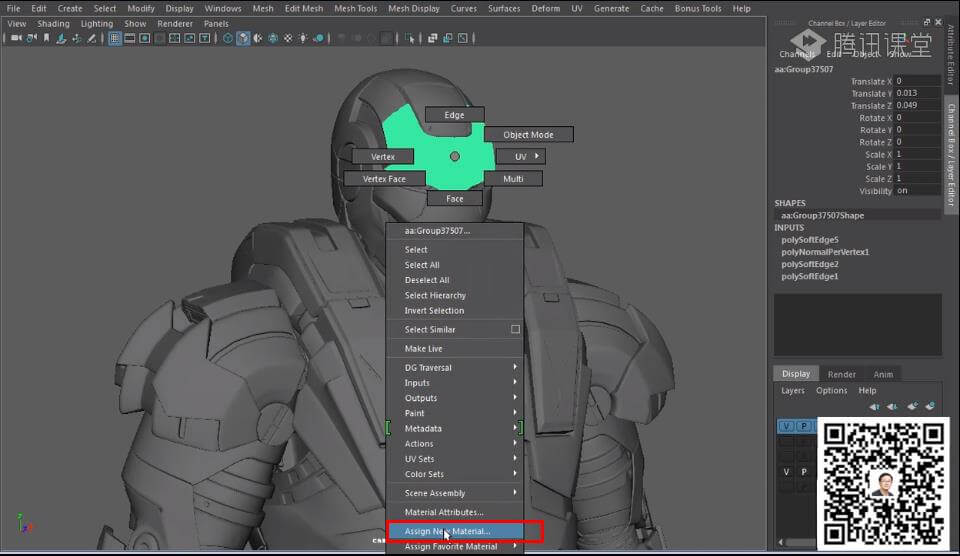 File Edit Create Select Modify Display Windows Mesh Edit Mesh Mesh Tools Mesh Display Curves Surfaces Deform UV Generate Cache Bonus Tools Help
View Shading Lighting Show Renderer Panels
Channel Box / Layer Editor
腾讯课堂
Channels Edit Object Show
aa:Group37507
Translate X 0
Translate Y 0.013
Translate Z 0.049
Rotate X 0
Rotate Y 0
Rotate Z 0
Scale X 1
Scale Y 1
Scale Z 1
Visibility on
SHAPES
aa:Group37507Shape
INPUTS
polySoftEdge5
polyNormalPerVertex1
polySoftEdge2
polySoftEdge1
Attribute Editor
Channel Box / Layer Editor
Edge
Object Mode
Vertex
UV
Vertex Face
Multi
Face
aa:Group37507...
Select
Select All
Deselect All
Select Hierarchy
Invert Selection
Select Similar
Make Live
DG Traversal
Inputs
Outputs
Paint
Metadata
Actions
UV Sets
Color Sets
Scene Assembly
Material Attributes...
Assign New Material...
Assign Favorite Material
Display Render Anim
Layers Options Help
V P
V P
y
z
x